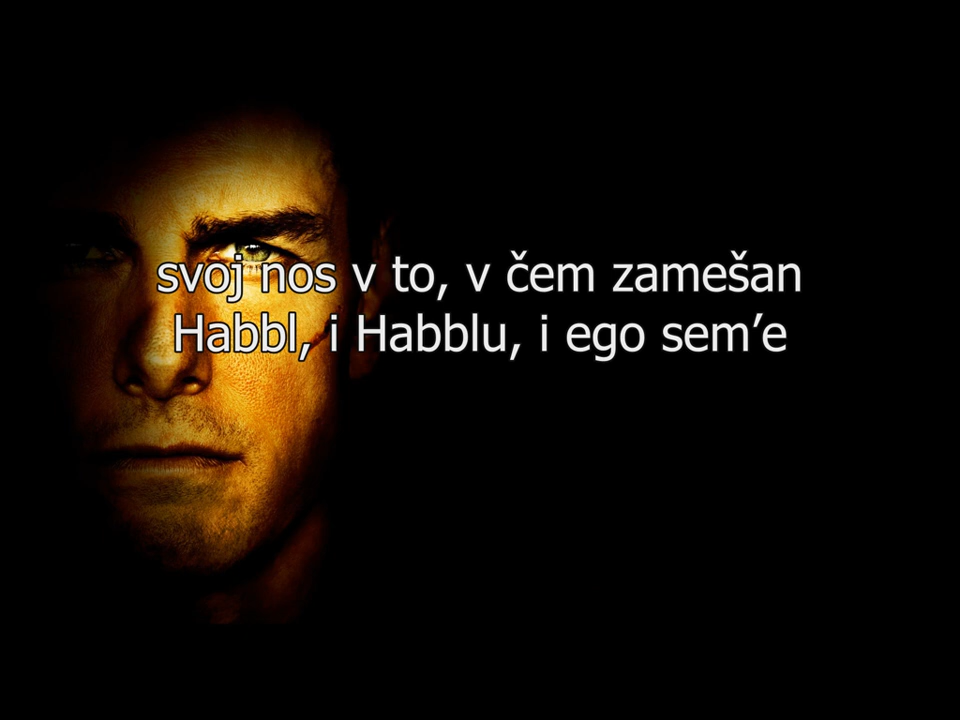 svoj nos v to, v čem zamešan
Habbl, i Habblu, i ego sem’e